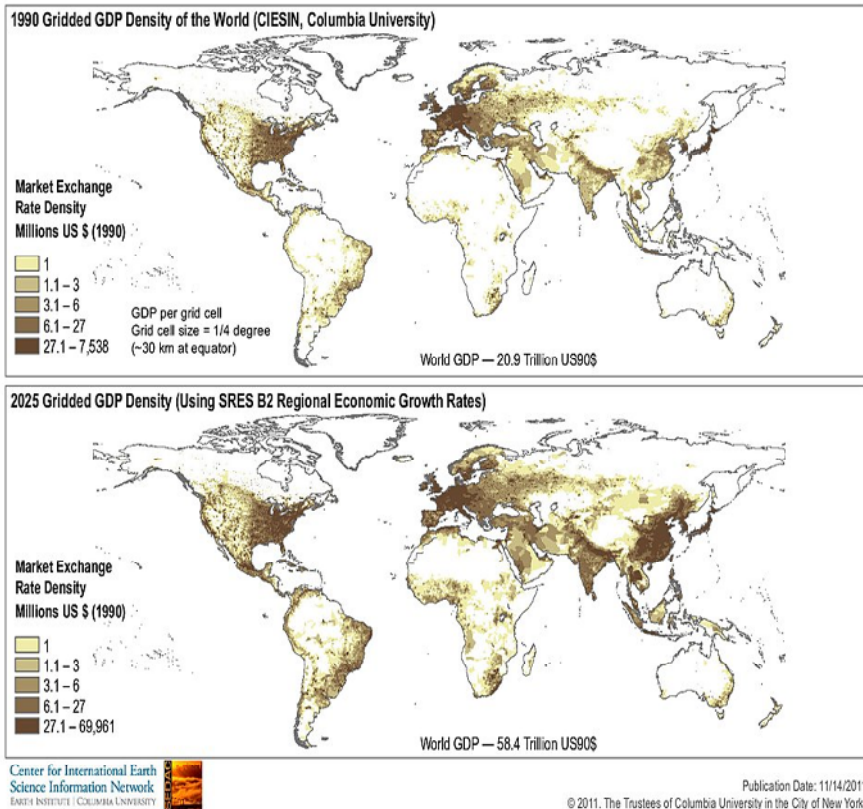 1990 Gridded GDP Density of the World (CIESIN, Columbia University)
Market Exchange
Rate Density
Millions US $ (1990)
1
1.1 – 3
3.1 – 6
6.1 – 27
27.1 – 7,538
GDP per grid cell
Grid cell size = 1/4 degree
(~30 km at equator)
World GDP — 20.9 Trillion US90$
2025 Gridded GDP Density (Using SRES B2 Regional Economic Growth Rates)
Market Exchange
Rate Density
Millions US $ (1990)
1
1.1 – 3
3.1 – 6
6.1 – 27
27.1 – 69,961
World GDP — 58.4 Trillion US90$
Center for International Earth
Science Information Network
EARTH INSTITUTE | COLUMBIA UNIVERSITY
SEDAC
Publication Date: 11/14/2011
© 2011. The Trustees of Columbia University in the City of New York